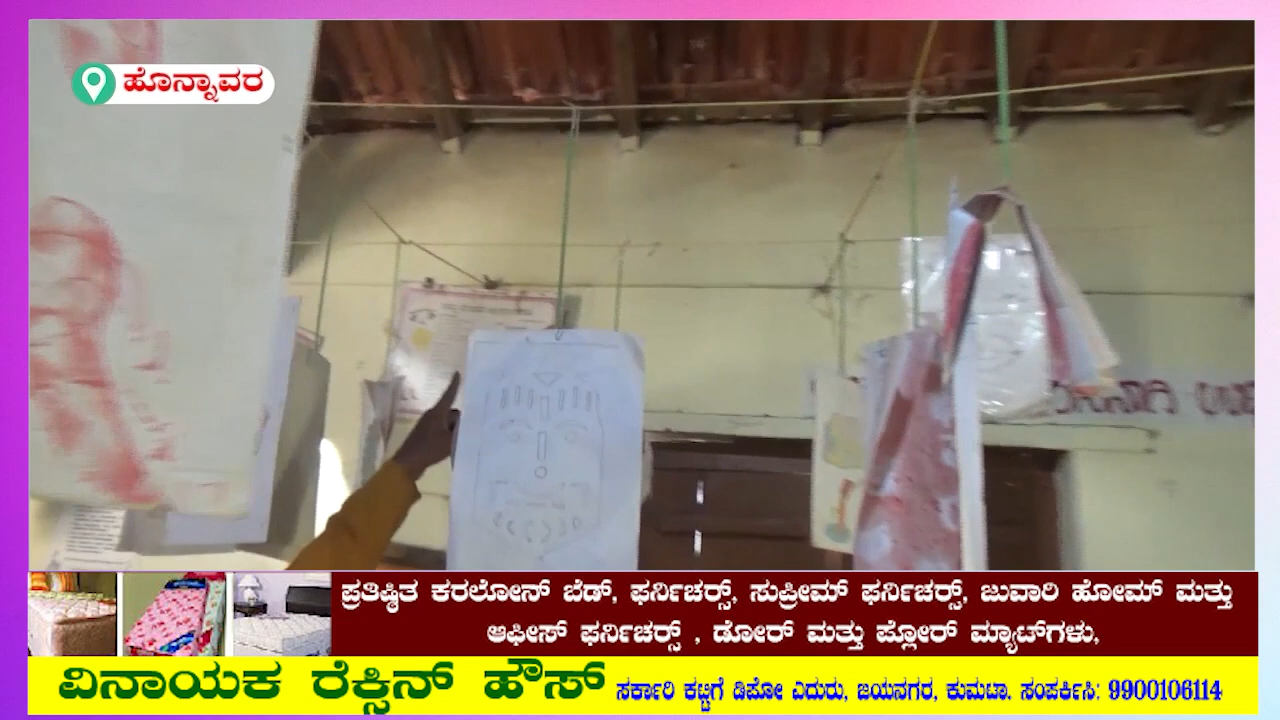 ಹೊನ್ನಾವರ
ಪ್ರತಿಷ್ಠಿತ ಕರಲೋನ್ ಬೆಡ್, ಫರ್ನಿಚರ್‍ಸ್, ಸುಪ್ರೀಮ್ ಫರ್ನಿಚರ್‍ಸ್, ಜುವಾರಿ ಹೋಮ್ ಮತ್ತು
ಆಫೀಸ್ ಫರ್ನಿಚರ್‍ಸ್ , ಡೋರ್ ಮತ್ತು ಫ್ಲೋರ್ ಮ್ಯಾಟ್‌ಗಳು,
ವಿನಾಯಕ ರೆಕ್ಸಿನ್ ಹೌಸ್ ಸರ್ಕಾರಿ ಕಟ್ಟಿಗೆ ಡಿಪೋ ಎದುರು, ಜಯನಗರ, ಕುಮಟಾ. ಸಂಪರ್ಕಿಸಿ: 9900106114